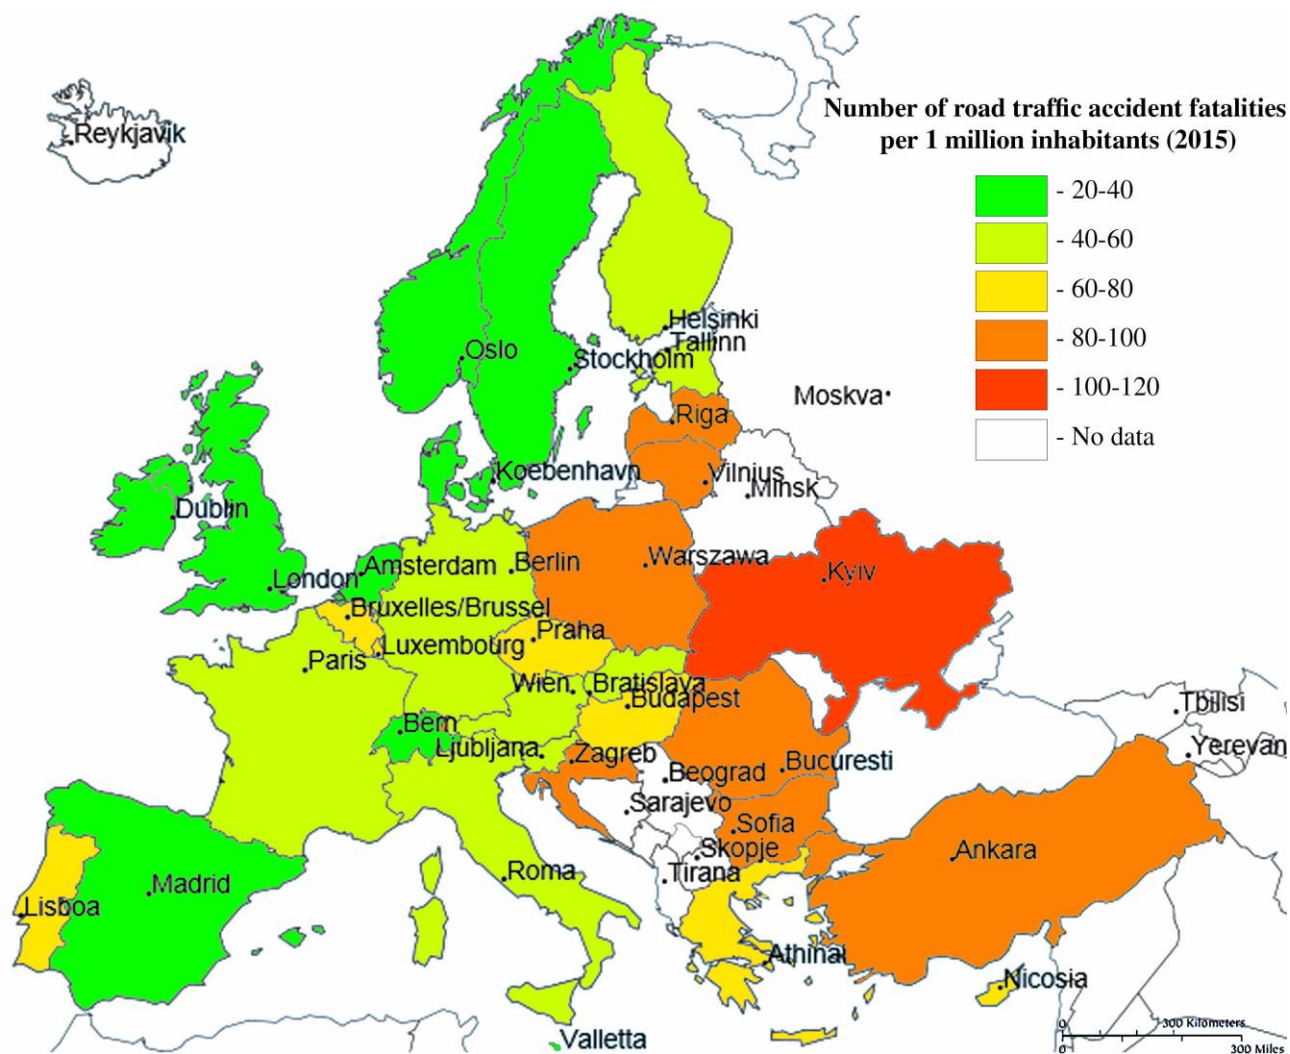 Number of road traffic accident fatalities
per 1 million inhabitants (2015)
- 20-40
- 40-60
- 60-80
- 80-100
- 100-120
- No data
Reykjavik
Helsinki
Tallinn
Oslo
Stockholm
Moskva
Riga
Koebenhavn
Vilnius
Minsk
Dublin
Warszawa
Amsterdam
Berlin
Kyiv
London
Bruxelles/Brussel
Praha
Luxembourg
Paris
Wien
Bratislava
Budapest
Tbilisi
Bern
Ljubljana
Zagreb
Yerevan
Bucuresti
Beograd
Sarajevo
Sofia
Skopje
Ankara
Roma
Tirana
Madrid
Lisboa
Athinai
Nicosia
0 300 Kilometers
Valletta
0 300 Miles